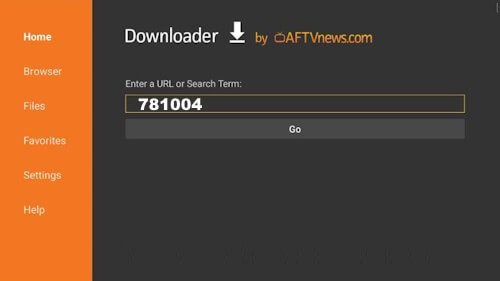 Home
Browser
Files
Favorites
Settings
Help
Downloader by AFTVnews.com
Enter a URL or Search Term:
781004
Go